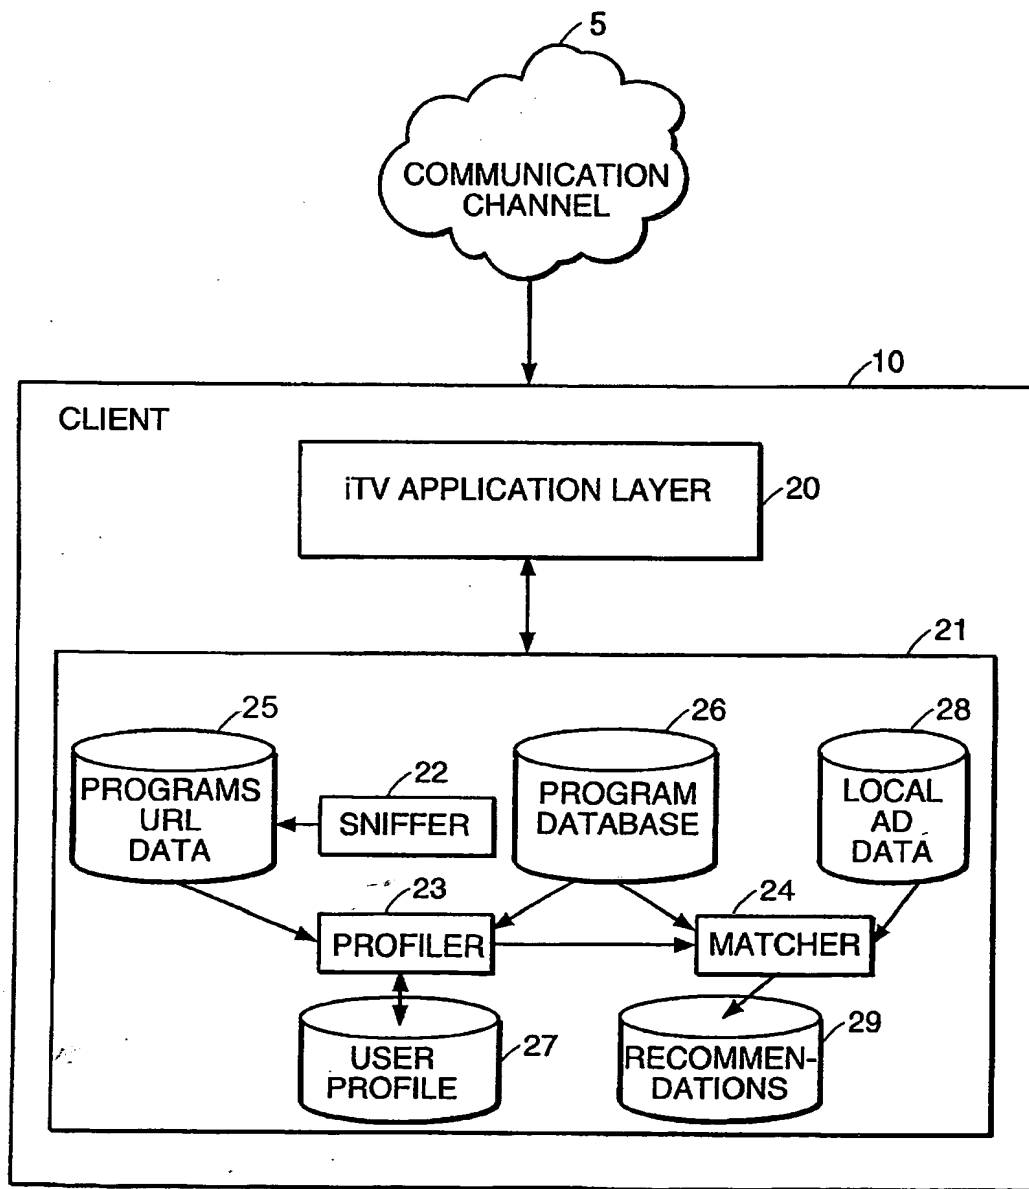 5
COMMUNICATION
CHANNEL
10
CLIENT
iTV APPLICATION LAYER
20
21
25
26
28
PROGRAMS
URL
DATA
22
SNIFFER
PROGRAM
DATABASE
LOCAL
AD
DATA
23
PROFILER
24
MATCHER
USER
PROFILE
27
RECOMMEN-
DATIONS
29